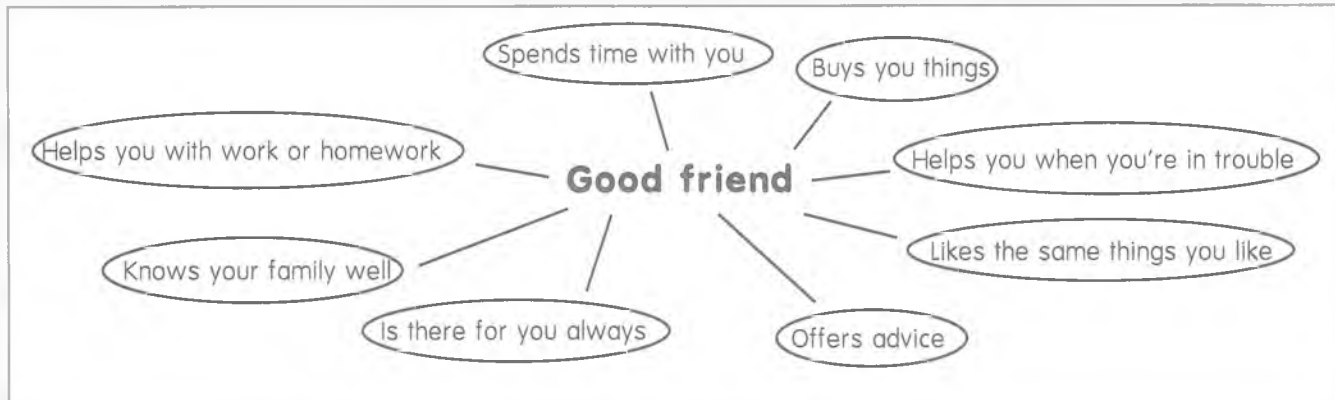 Spends time with you
Buys you things
Helps you with work or homework
Good friend
Helps you when you're in trouble
Knows your family well
Likes the same things you like
Is there for you always
Offers advice